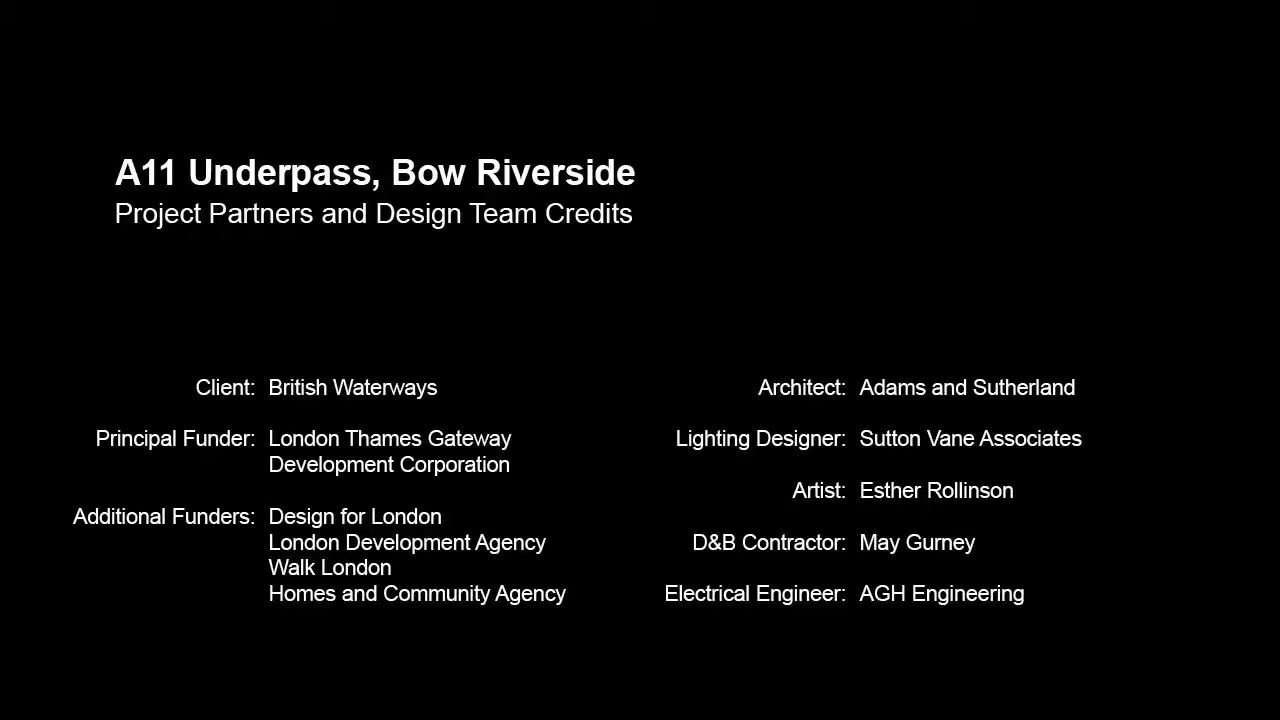 A11 Underpass, Bow Riverside
Project Partners and Design Team Credits
Client: British Waterways
Principal Funder: London Thames Gateway
Development Corporation
Additional Funders: Design for London
London Development Agency
Walk London
Homes and Community Agency
Architect: Adams and Sutherland
Lighting Designer: Sutton Vane Associates
Artist: Esther Rollinson
D&B Contractor: May Gurney
Electrical Engineer: AGH Engineering